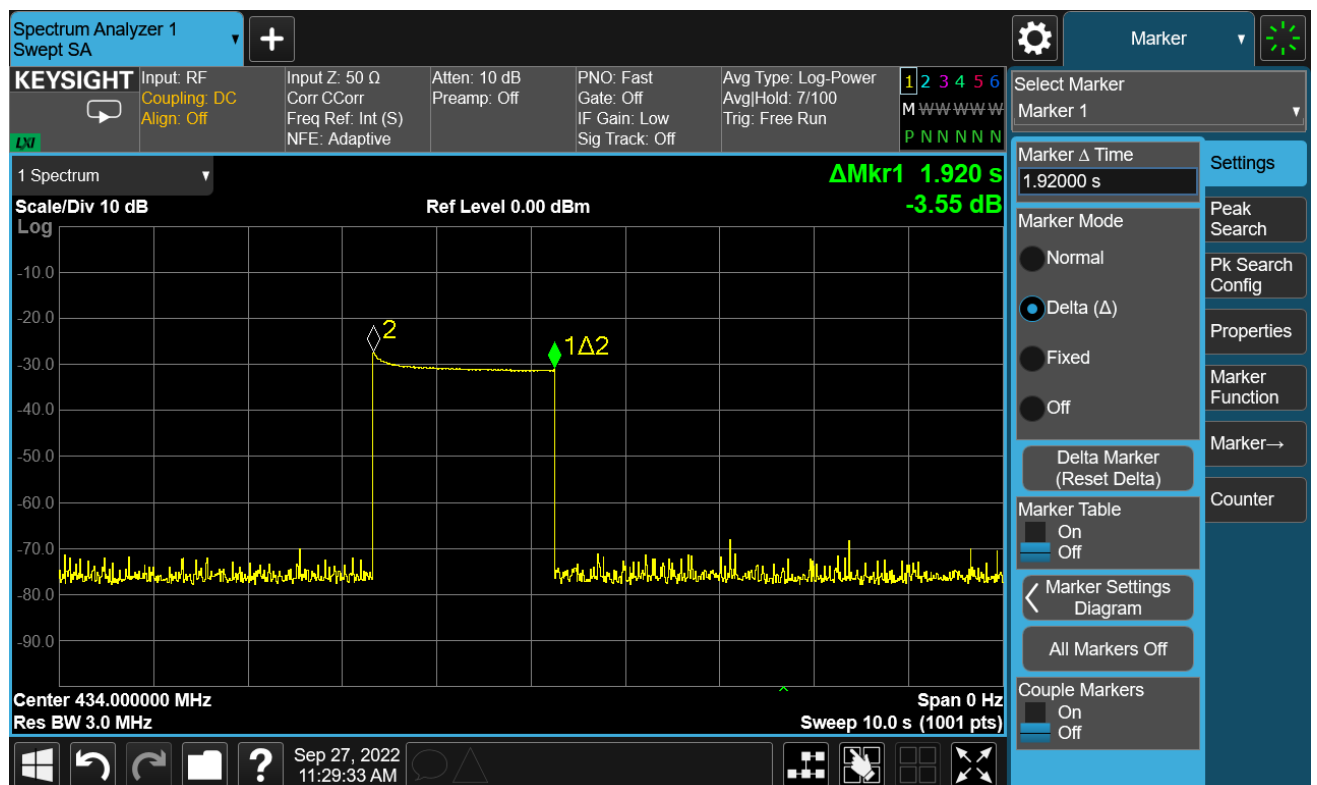 Spectrum Analyzer 1
Swept SA
+
Marker
KEYSIGHT
LXI
Input: RF
Coupling: DC
Align: Off
Input Z: 50 Ω
Corr CCorr
Freq Ref: Int (S)
NFE: Adaptive
Atten: 10 dB
Preamp: Off
PNO: Fast
Gate: Off
IF Gain: Low
Sig Track: Off
Avg Type: Log-Power
Avg|Hold: 7/100
Trig: Free Run
1 2 3 4 5 6
M W W W W W
P N N N N N
1 Spectrum
ΔMkr1 1.920 s
-3.55 dB
Scale/Div 10 dB
Ref Level 0.00 dBm
Log
-10.0
-20.0
-30.0
-40.0
-50.0
-60.0
-70.0
-80.0
-90.0
2
1Δ2
Center 434.000000 MHz
Span 0 Hz
Res BW 3.0 MHz
Sweep 10.0 s (1001 pts)
Select Marker
Marker 1
Marker Δ Time
1.92000 s
Marker Mode
Normal
Delta (Δ)
Fixed
Off
Delta Marker
(Reset Delta)
Marker Table
On
Off
Marker Settings
Diagram
All Markers Off
Couple Markers
On
Off
Settings
Peak
Search
Pk Search
Config
Properties
Marker
Function
Marker→
Counter
?
Sep 27, 2022
11:29:33 AM